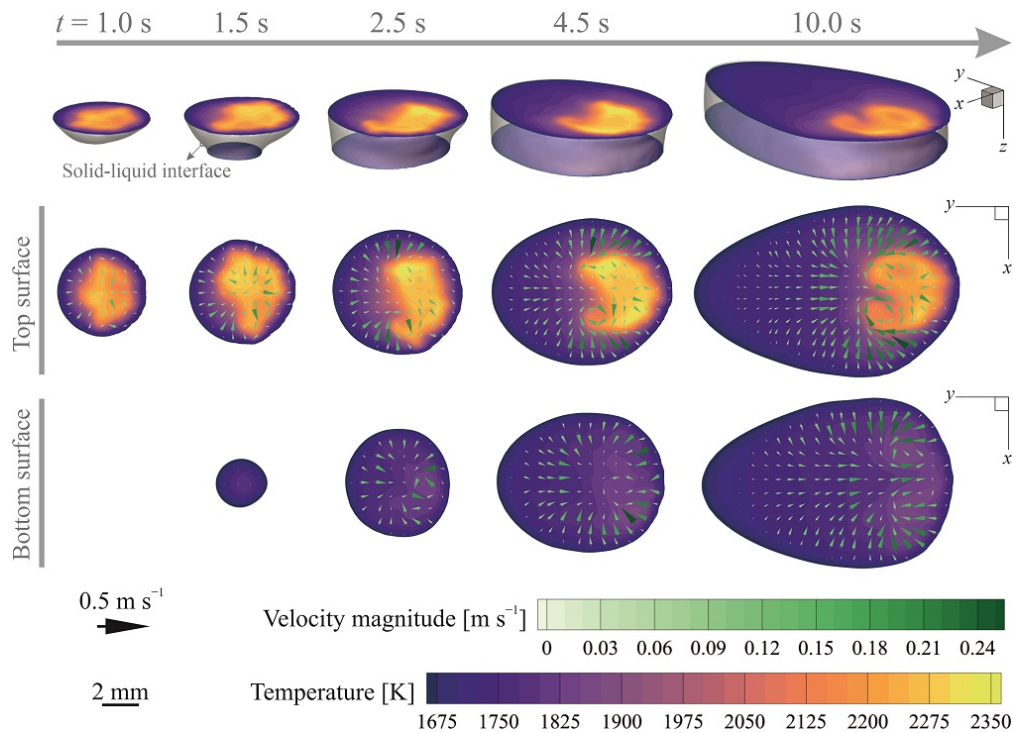 t = 1.0 s 1.5 s 2.5 s 4.5 s 10.0 s
y
x
z
Solid-liquid interface
Top surface
y
x
Bottom surface
y
x
0.5 m s⁻¹
Velocity magnitude [m s⁻¹]
0 0.03 0.06 0.09 0.12 0.15 0.18 0.21 0.24
2 mm
Temperature [K]
1675 1750 1825 1900 1975 2050 2125 2200 2275 2350